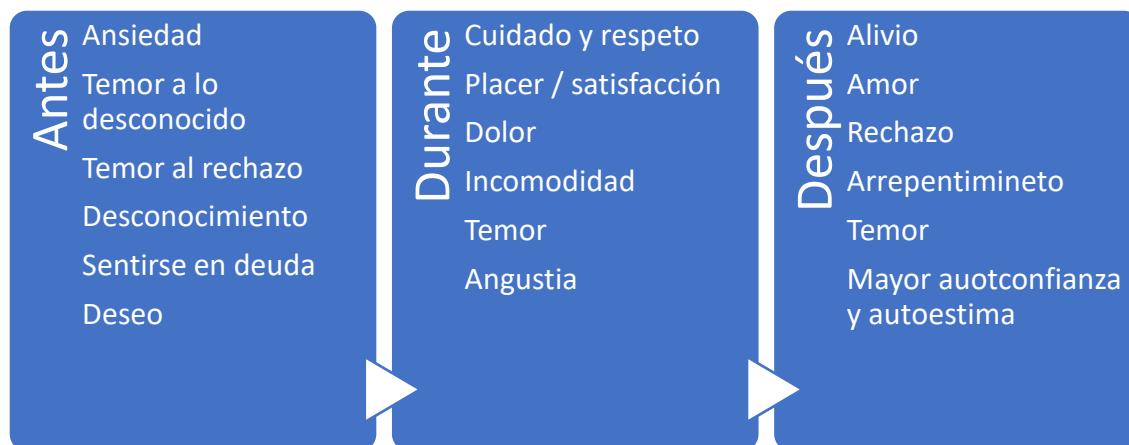 Antes
Ansiedad
Temor a lo
desconocido
Temor al rechazo
Desconocimiento
Sentirse en deuda
Deseo
Durante
Cuidado y respeto
Placer / satisfacción
Dolor
Incomodidad
Temor
Angustia
Después
Alivio
Amor
Rechazo
Arrepentimineto
Temor
Mayor auotconfianza
y autoestima